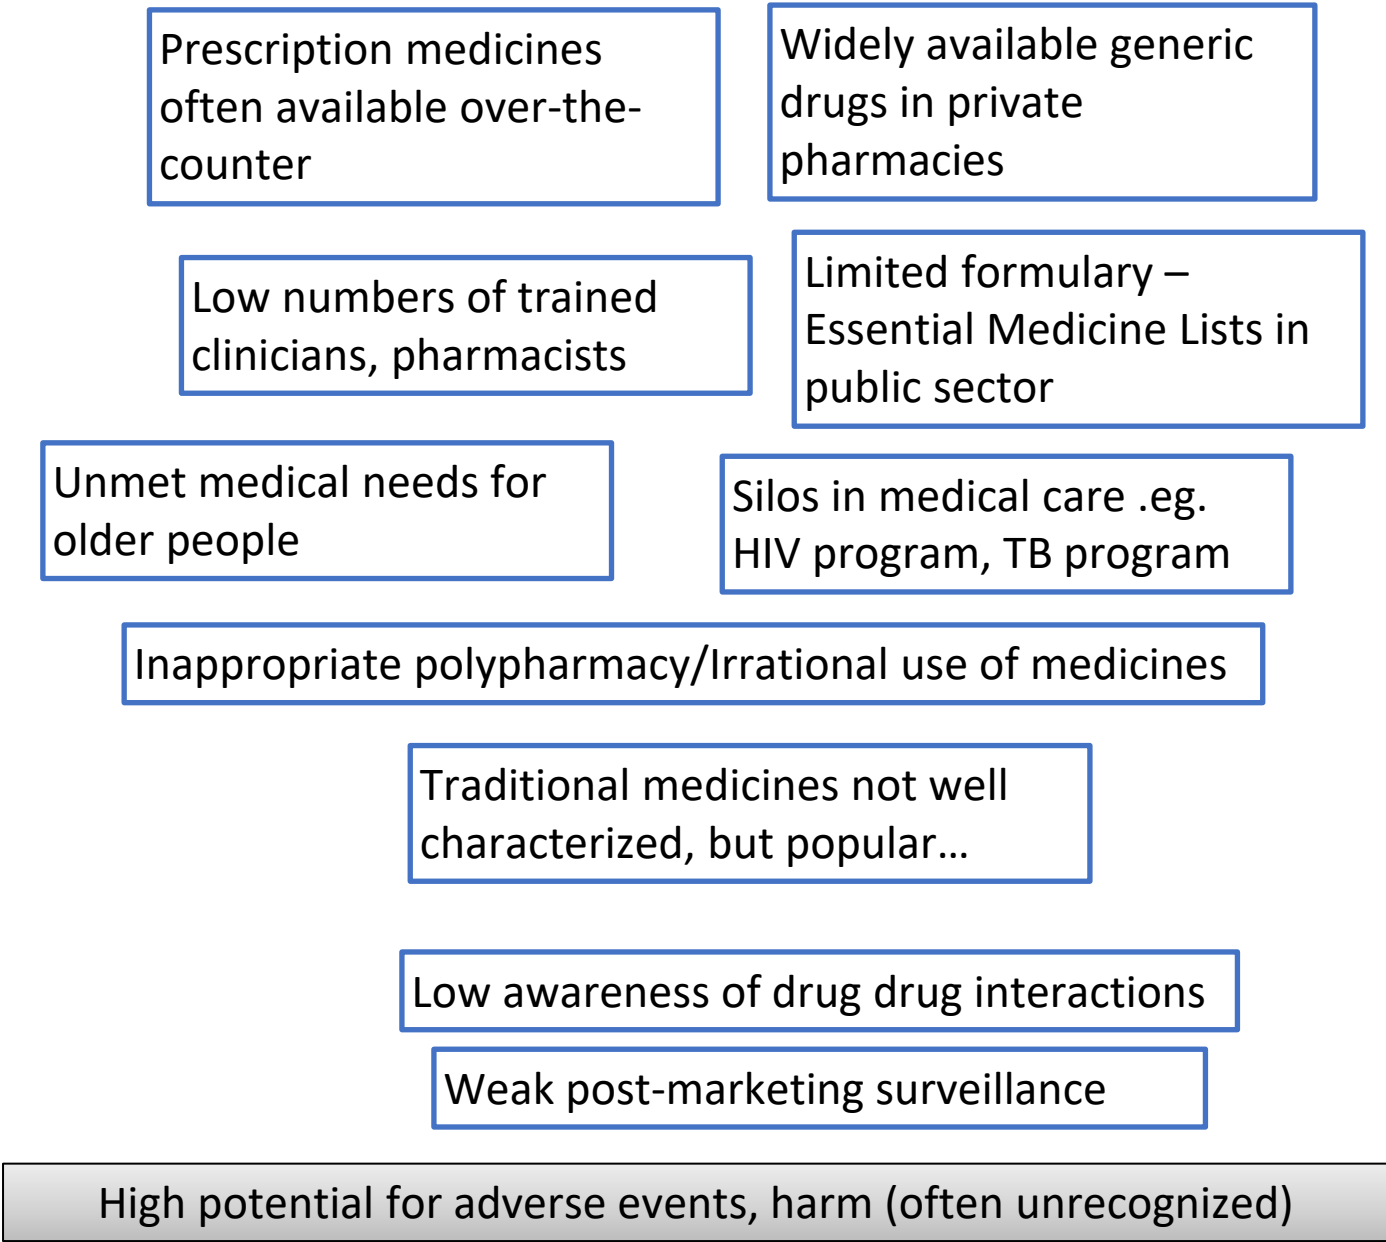 Prescription medicines
often available over-the-
counter
Widely available generic
drugs in private
pharmacies
Low numbers of trained
clinicians, pharmacists
Limited formulary –
Essential Medicine Lists in
public sector
Unmet medical needs for
older people
Silos in medical care .eg.
HIV program, TB program
Inappropriate polypharmacy/Irrational use of medicines
Traditional medicines not well
characterized, but popular…
Low awareness of drug drug interactions
Weak post-marketing surveillance
High potential for adverse events, harm (often unrecognized)